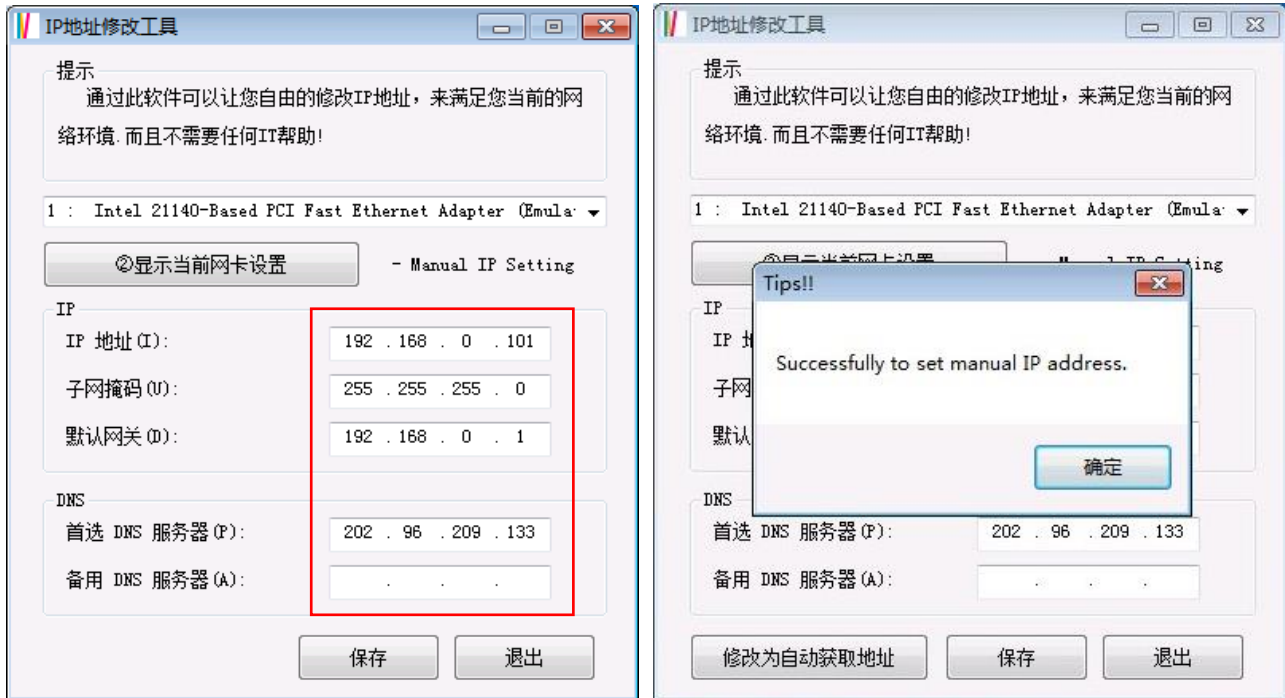 IP地址修改工具
提示
通过此软件可以让您自由的修改IP地址，来满足您当前的网
络环境.而且不需要任何IT帮助!
1 : Intel 21140-Based PCI Fast Ethernet Adapter (Emula
②显示当前网卡设置 - Manual IP Setting
IP
IP 地址(I): 192 . 168 . 0 . 101
子网掩码(U): 255 . 255 . 255 . 0
默认网关(D): 192 . 168 . 0 . 1
DNS
首选 DNS 服务器(P): 202 . 96 . 209 . 133
备用 DNS 服务器(A): . . .
保存 退出
IP地址修改工具
提示
通过此软件可以让您自由的修改IP地址，来满足您当前的网
络环境.而且不需要任何IT帮助!
1 : Intel 21140-Based PCI Fast Ethernet Adapter (Emula
Tips!!
Successfully to set manual IP address.
确定
IP
IP
子网
默认
DNS
首选 DNS 服务器(P): 202 . 96 . 209 . 133
备用 DNS 服务器(A): . . .
修改为自动获取地址 保存 退出